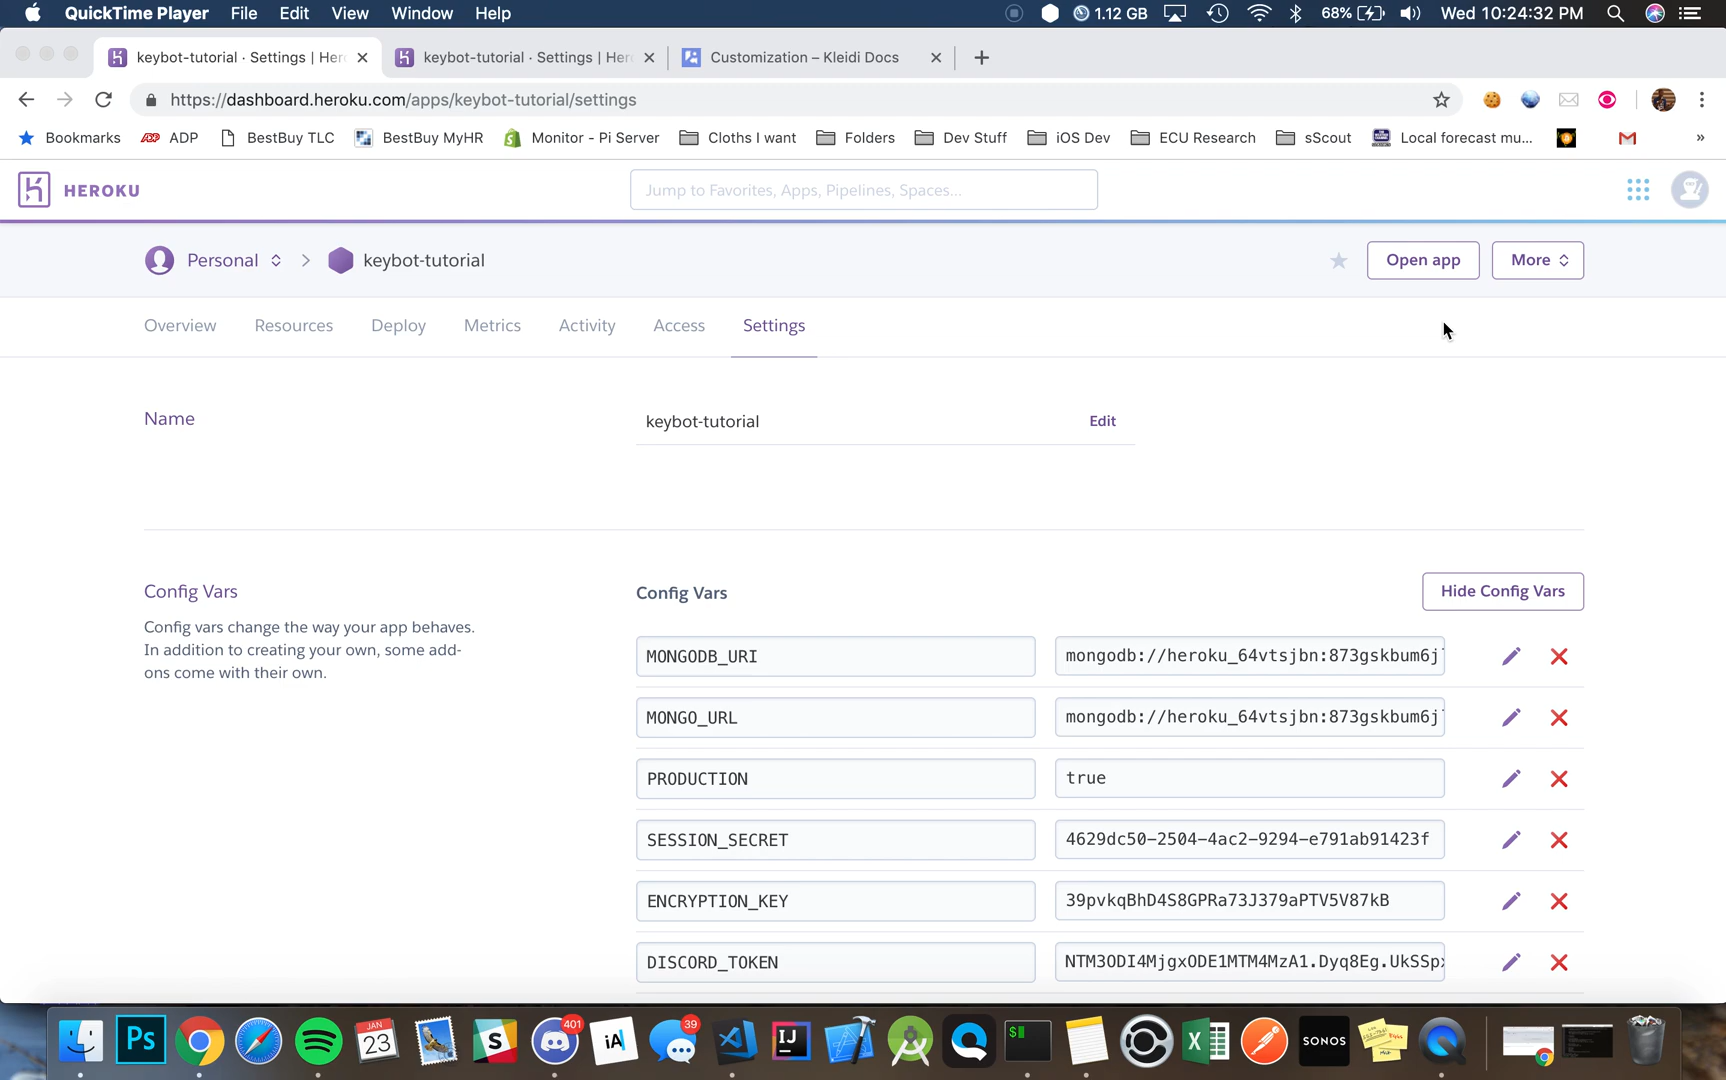 QuickTime Player File Edit View Window Help 1.12 GB 68% Wed 10:24:32 PM
keybot-tutorial · Settings | Her
keybot-tutorial · Settings | Her
Customization – Kleidi Docs
https://dashboard.heroku.com/apps/keybot-tutorial/settings
Bookmarks ADP BestBuy TLC BestBuy MyHR Monitor - Pi Server Cloths I want Folders Dev Stuff iOS Dev ECU Research sScout Local forecast mu... »
HEROKU
Jump to Favorites, Apps, Pipelines, Spaces...
Personal > keybot-tutorial
Open app
More
Overview Resources Deploy Metrics Activity Access Settings
Name
keybot-tutorial
Edit
Config Vars
Config vars change the way your app behaves.
In addition to creating your own, some add-
ons come with their own.
Config Vars
Hide Config Vars
MONGODB_URI mongodb://heroku_64vtsjbn:873gskbum6j
MONGO_URL mongodb://heroku_64vtsjbn:873gskbum6j
PRODUCTION true
SESSION_SECRET 4629dc50-2504-4ac2-9294-e791ab91423f
ENCRYPTION_KEY 39pvkqBhD4S8GPRa73J379aPTV5V87kB
DISCORD_TOKEN NTM3ODI4MjgxODE1MTM4MzA1.Dyq8Eg.UkSSp
Ps
JAN
23
S
401
iA
39
IJ
$
X
SONOS